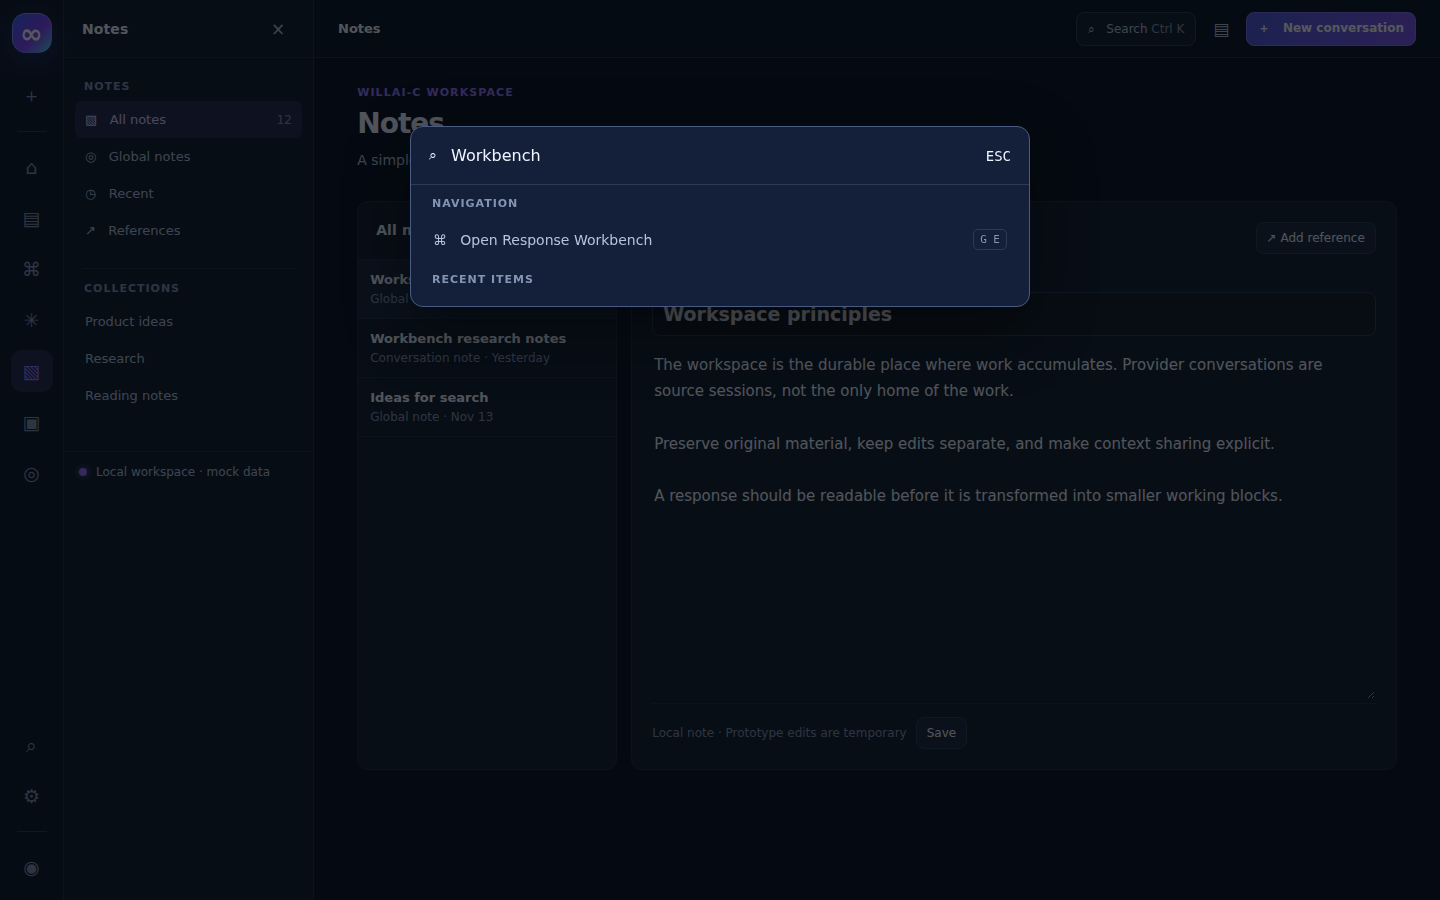 ∞
Notes ×
NOTES
All notes 12
Global notes
Recent
References
COLLECTIONS
Product ideas
Research
Reading notes
Local workspace · mock data
Notes
Search Ctrl K
+ New conversation
WILLAI-C WORKSPACE
Notes
A simpl
Workbench ESC
NAVIGATION
⌘ Open Response Workbench G E
RECENT ITEMS
All n
Works
Global
Workbench research notes
Conversation note · Yesterday
Ideas for search
Global note · Nov 13
↗ Add reference
Workspace principles
The workspace is the durable place where work accumulates. Provider conversations are
source sessions, not the only home of the work.
Preserve original material, keep edits separate, and make context sharing explicit.
A response should be readable before it is transformed into smaller working blocks.
Local note · Prototype edits are temporary Save